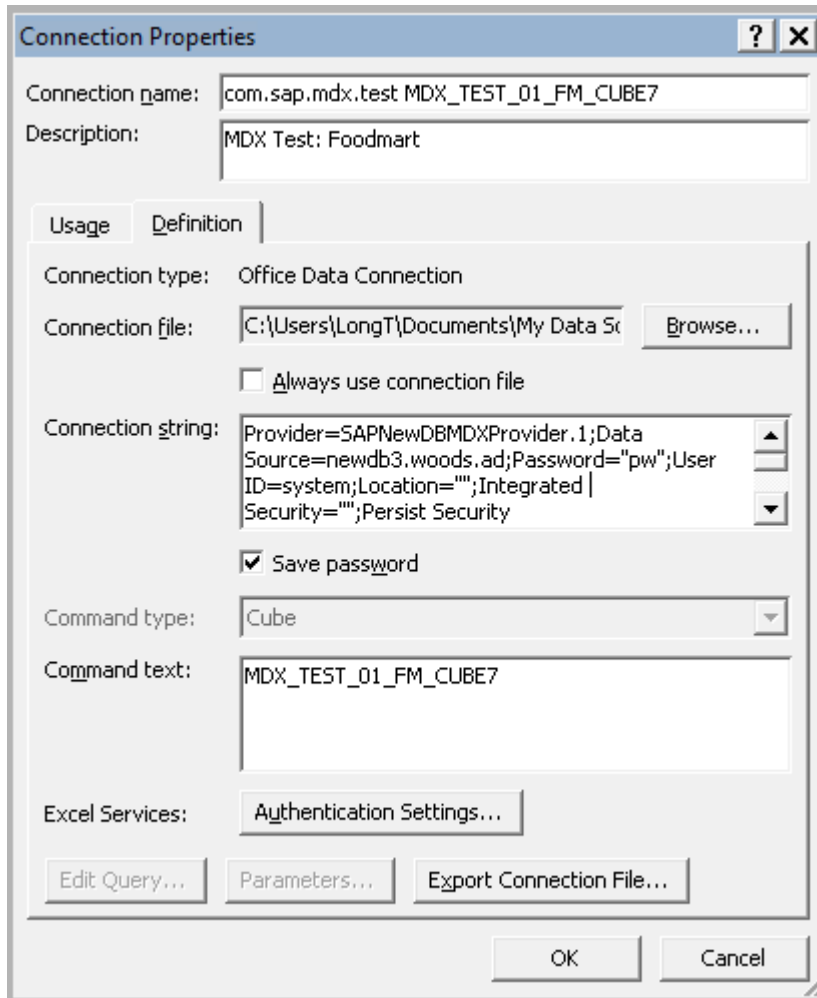 Connection Properties
Connection name: com.sap.mdx.test MDX_TEST_01_FM_CUBE7
Description: MDX Test: Foodmart
Usage Definition
Connection type: Office Data Connection
Connection file: C:\Users\LongT\Documents\My Data So Browse...
Always use connection file
Connection string: Provider=SAPNewDBMDXProvider.1;Data
Source=newdb3.woods.ad;Password="pw";User
ID=system;Location="";Integrated
Security="";Persist Security
Save password
Command type: Cube
Command text: MDX_TEST_01_FM_CUBE7
Excel Services: Authentication Settings...
Edit Query... Parameters... Export Connection File...
OK Cancel